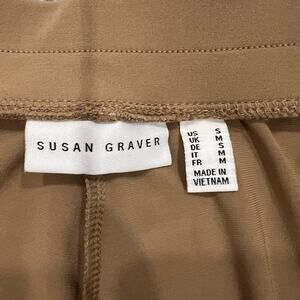 SUSAN GRAVER
US S
UK M
DE S
IT M
FR M
MADE IN
VIETNAM